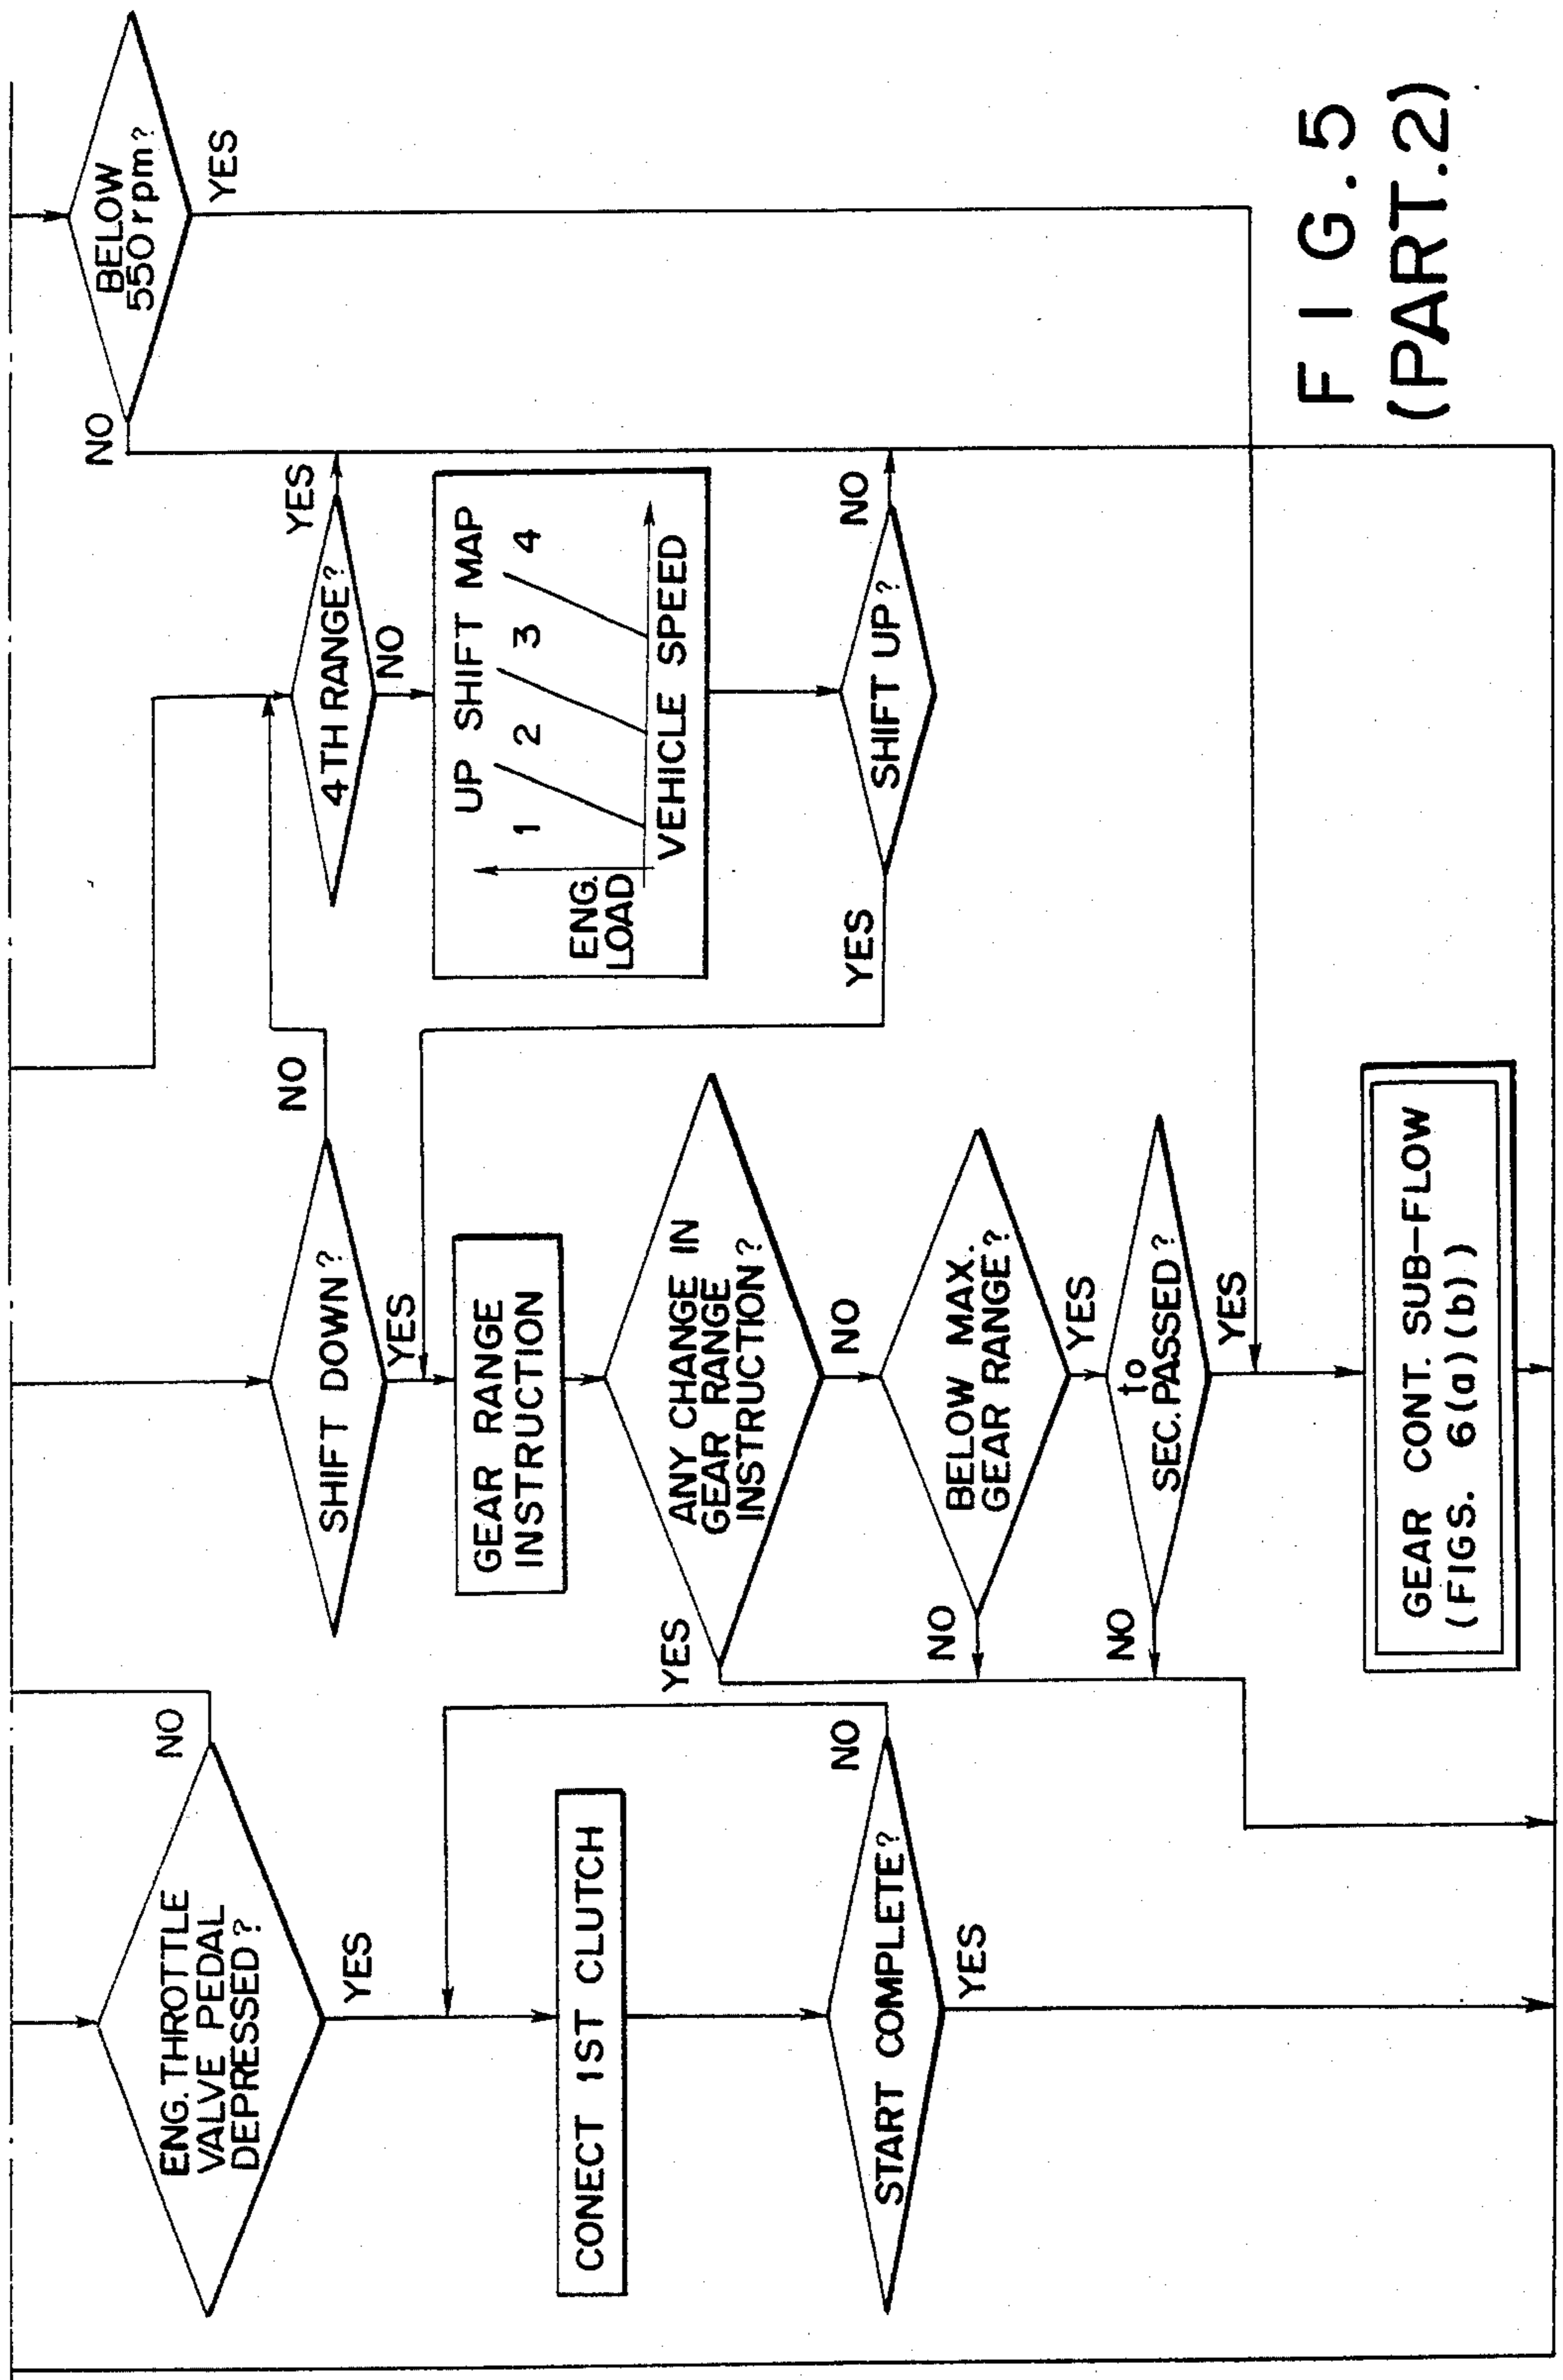 ENG. THROTTLE
VALVE PEDAL
DEPRESSED?
NO
YES
CONECT 1ST CLUTCH
START COMPLETE?
NO
YES
SHIFT DOWN?
NO
YES
GEAR RANGE
INSTRUCTION
ANY CHANGE IN
GEAR RANGE
INSTRUCTION?
YES
NO
BELOW MAX.
GEAR RANGE?
NO
YES
to
SEC. PASSED?
NO
YES
GEAR CONT. SUB-FLOW
(FIGS. 6(a)(b))
4TH RANGE?
YES
NO
UP SHIFT MAP
1 2 3 4
ENG.
LOAD
VEHICLE SPEED
SHIFT UP?
YES
NO
BELOW
550rpm?
NO
YES
FIG.5
(PART.2)